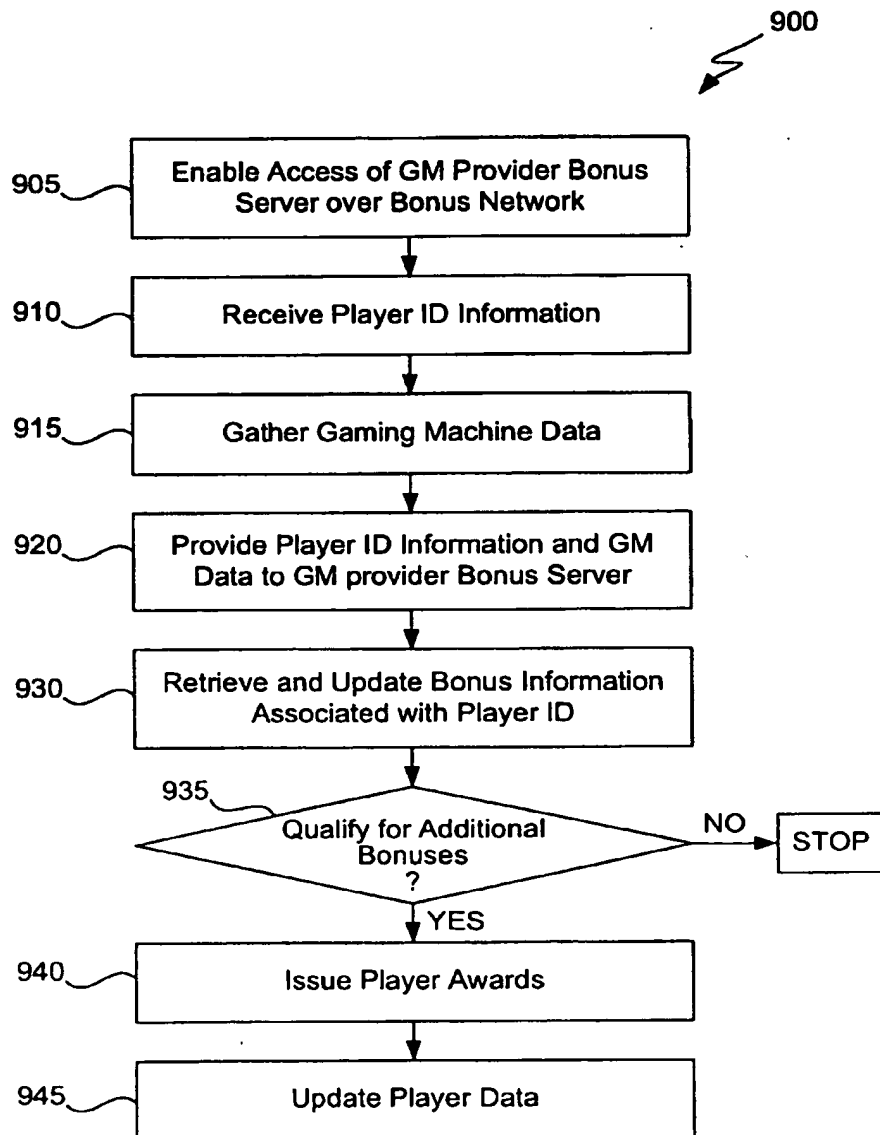 900
905
Enable Access of GM Provider Bonus
Server over Bonus Network
910
Receive Player ID Information
915
Gather Gaming Machine Data
920
Provide Player ID Information and GM
Data to GM provider Bonus Server
930
Retrieve and Update Bonus Information
Associated with Player ID
935
Qualify for Additional
Bonuses
?
NO
STOP
YES
940
Issue Player Awards
945
Update Player Data